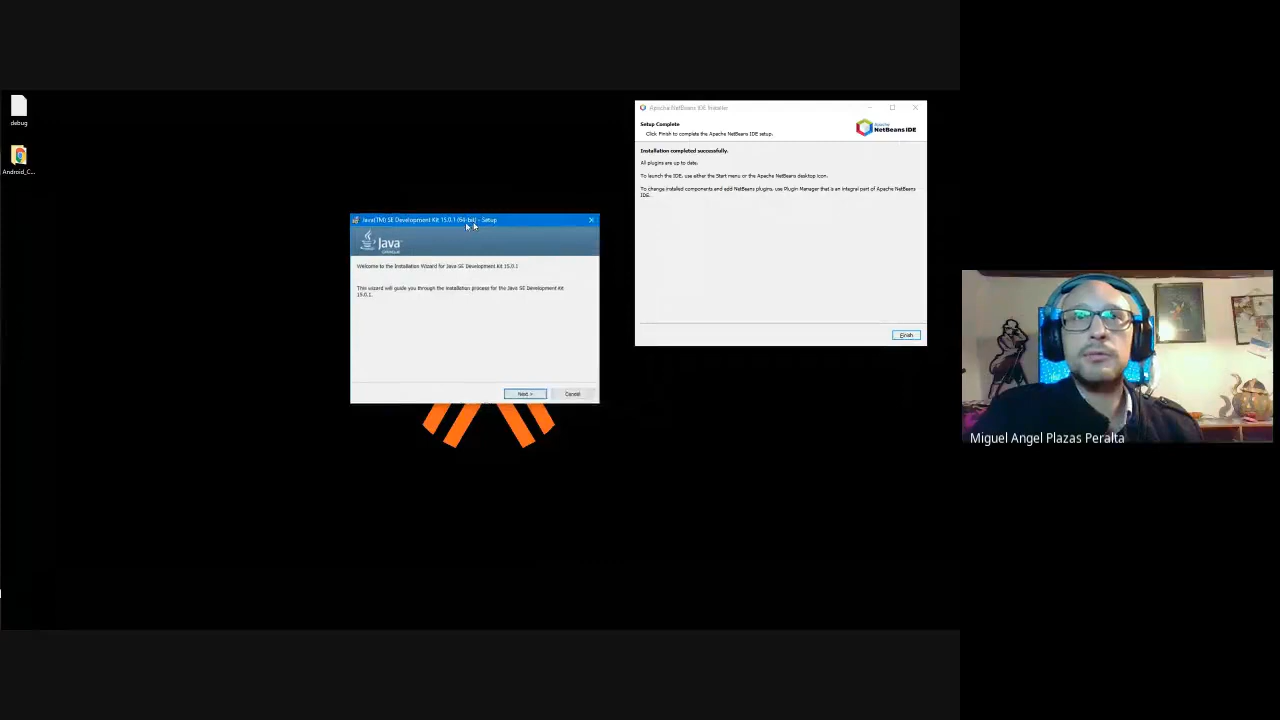 debug
Android_C...
Apache NetBeans IDE Installer
Setup Complete
Click Finish to complete the Apache NetBeans IDE setup.
Apache
NetBeans IDE
Installation completed successfully.
All plugins are up to date.
To launch the IDE, use either the Start menu or the Apache NetBeans desktop icon.
To change installed components and add NetBeans plugins, use Plugin Manager that is an integral part of Apache NetBeans
IDE.
Finish
Java(TM) SE Development Kit 15.0.1 (64-bit) - Setup
Java
ORACLE
Welcome to the Installation Wizard for Java SE Development Kit 15.0.1
This wizard will guide you through the installation process for the Java SE Development Kit
15.0.1.
Next >
Cancel
Miguel Angel Plazas Peralta